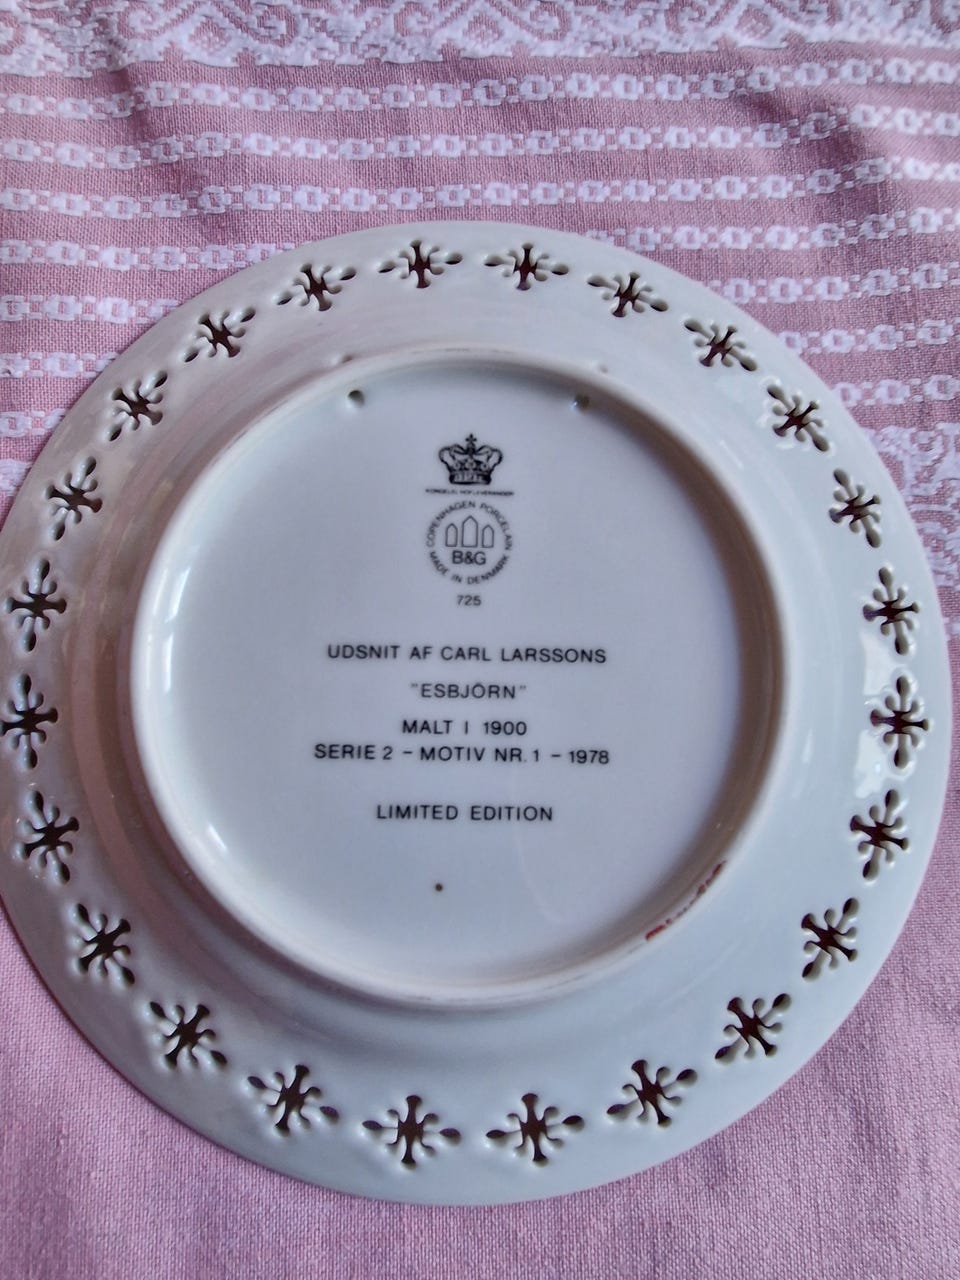 KONGELIG HOFLEVERANDØR
COPENHAGEN PORCELAIN
B&G
MADE IN DENMARK
725
UDSNIT AF CARL LARSSONS
"ESBJÖRN"
MALT I 1900
SERIE 2 - MOTIV NR. 1 - 1978
LIMITED EDITION